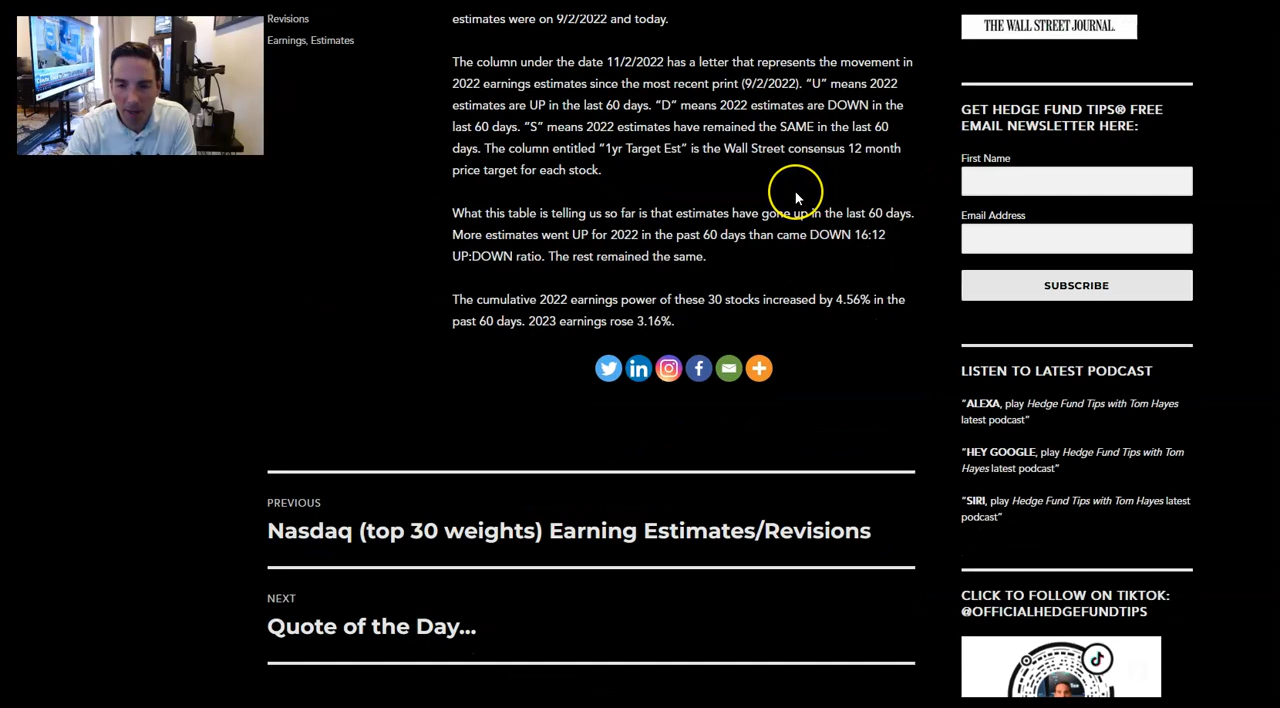 Revisions
Earnings, Estimates
estimates were on 9/2/2022 and today.
The column under the date 11/2/2022 has a letter that represents the movement in
2022 earnings estimates since the most recent print (9/2/2022). “U” means 2022
estimates are UP in the last 60 days. “D” means 2022 estimates are DOWN in the
last 60 days. “S” means 2022 estimates have remained the SAME in the last 60
days. The column entitled “1yr Target Est” is the Wall Street consensus 12 month
price target for each stock.
What this table is telling us so far is that estimates have gone up in the last 60 days.
More estimates went UP for 2022 in the past 60 days than came DOWN 16:12
UP:DOWN ratio. The rest remained the same.
The cumulative 2022 earnings power of these 30 stocks increased by 4.56% in the
past 60 days. 2023 earnings rose 3.16%.
PREVIOUS
Nasdaq (top 30 weights) Earning Estimates/Revisions
NEXT
Quote of the Day…
THE WALL STREET JOURNAL.
GET HEDGE FUND TIPS® FREE
EMAIL NEWSLETTER HERE:
First Name
Email Address
SUBSCRIBE
LISTEN TO LATEST PODCAST
“ALEXA, play Hedge Fund Tips with Tom Hayes
latest podcast”
“HEY GOOGLE, play Hedge Fund Tips with Tom
Hayes latest podcast”
“SIRI, play Hedge Fund Tips with Tom Hayes latest
podcast”
CLICK TO FOLLOW ON TIKTOK:
@OFFICIALHEDGEFUNDTIPS